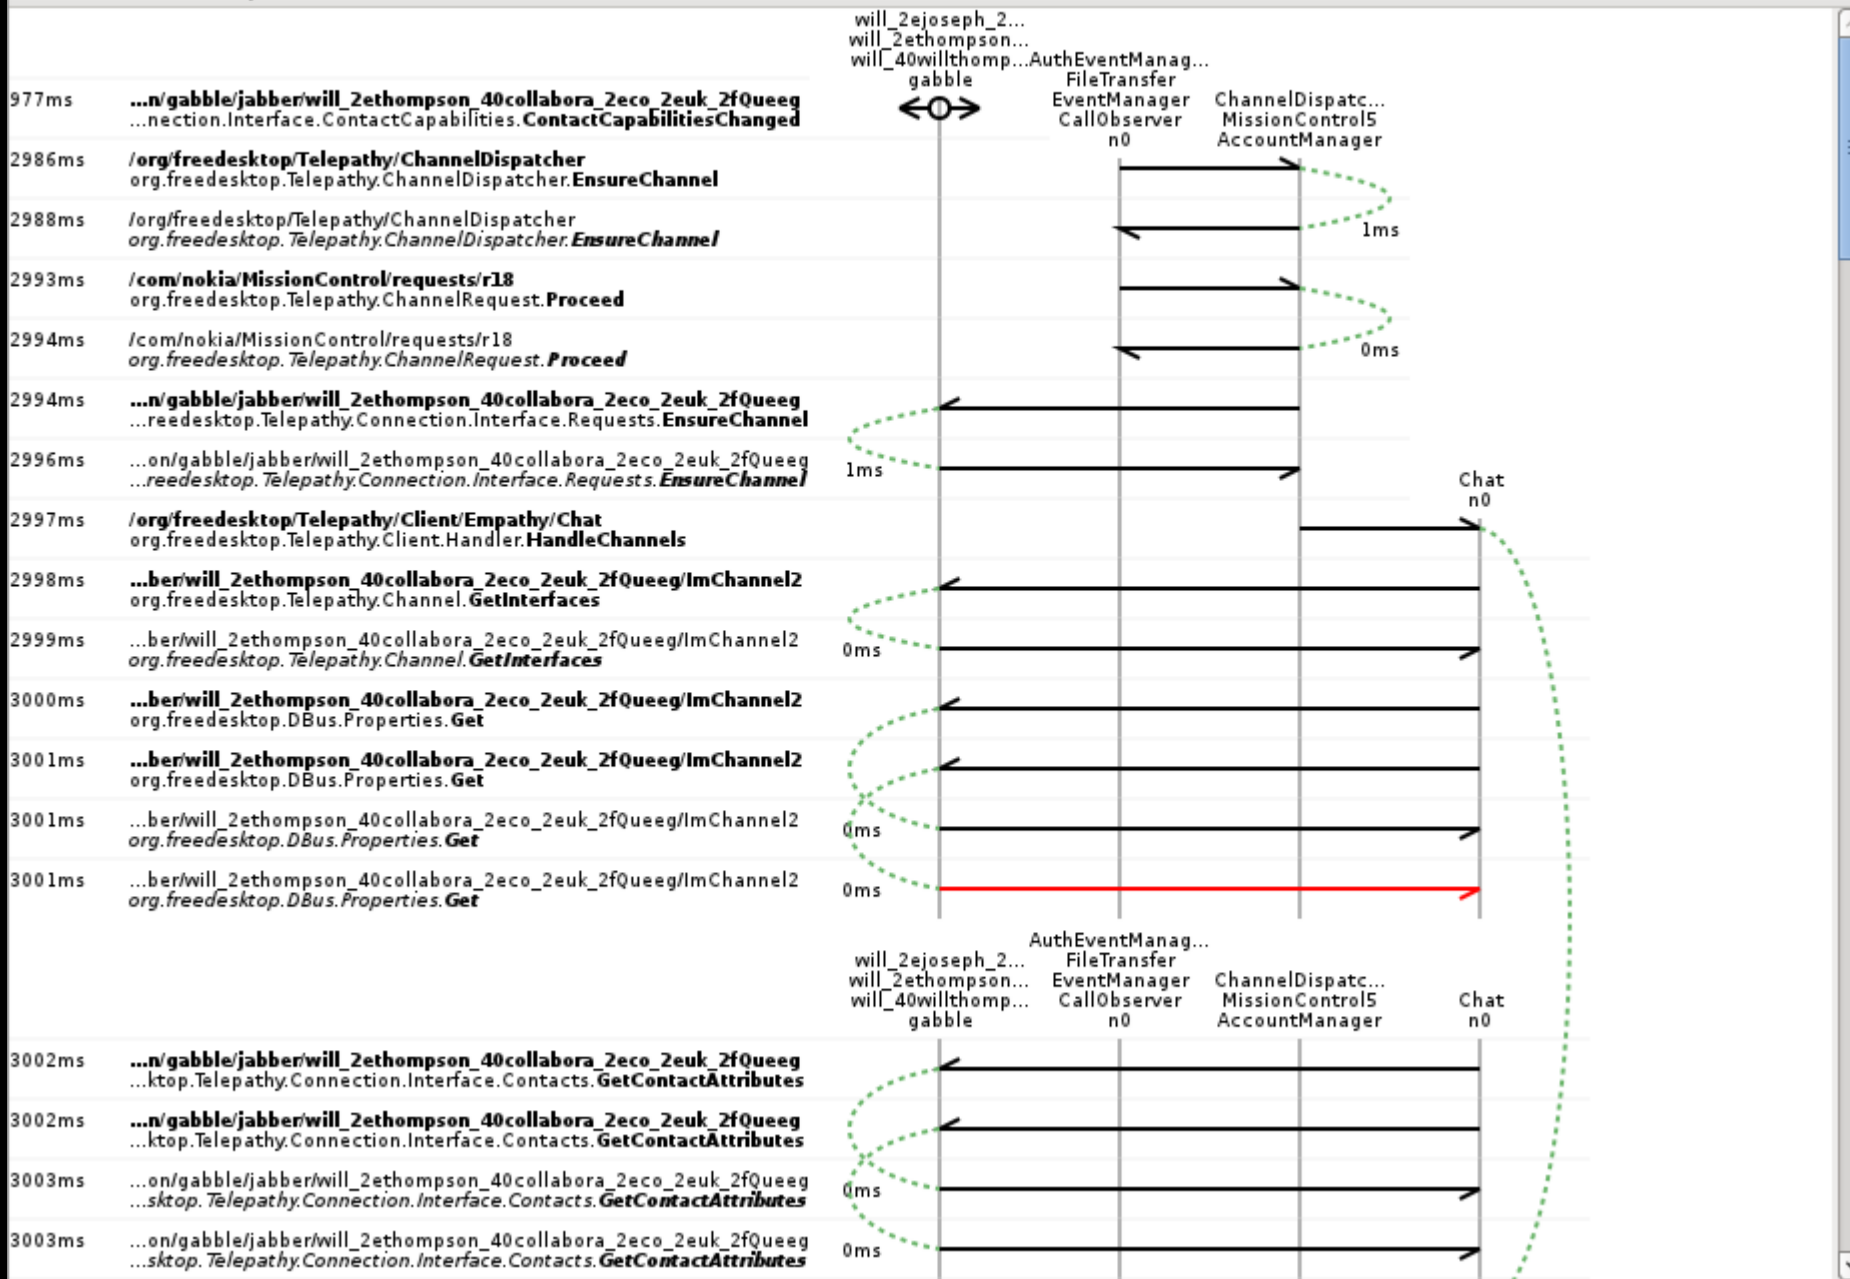 will_2ejoseph_2...
will_2ethompson...
will_40willthomp...
gabble
AuthEventManag...
FileTransfer
EventManager
CallObserver
n0
ChannelDispatc...
MissionControl5
AccountManager
977ms
...n/gabble/jabber/will_2ethompson_40collabora_2eco_2euk_2fQueeg
...nection.Interface.ContactCapabilities.ContactCapabilitiesChanged
2986ms
/org/freedesktop/Telepathy/ChannelDispatcher
org.freedesktop.Telepathy.ChannelDispatcher.EnsureChannel
2988ms
/org/freedesktop/Telepathy/ChannelDispatcher
org.freedesktop.Telepathy.ChannelDispatcher.EnsureChannel
1ms
2993ms
/com/nokia/MissionControl/requests/r18
org.freedesktop.Telepathy.ChannelRequest.Proceed
2994ms
/com/nokia/MissionControl/requests/r18
org.freedesktop.Telepathy.ChannelRequest.Proceed
0ms
2994ms
...n/gabble/jabber/will_2ethompson_40collabora_2eco_2euk_2fQueeg
...reedesktop.Telepathy.Connection.Interface.Requests.EnsureChannel
2996ms
...on/gabble/jabber/will_2ethompson_40collabora_2eco_2euk_2fQueeg
...reedesktop.Telepathy.Connection.Interface.Requests.EnsureChannel
1ms
Chat
n0
2997ms
/org/freedesktop/Telepathy/Client/Empathy/Chat
org.freedesktop.Telepathy.Client.Handler.HandleChannels
2998ms
...ber/will_2ethompson_40collabora_2eco_2euk_2fQueeg/ImChannel2
org.freedesktop.Telepathy.Channel.GetInterfaces
2999ms
...ber/will_2ethompson_40collabora_2eco_2euk_2fQueeg/ImChannel2
org.freedesktop.Telepathy.Channel.GetInterfaces
0ms
3000ms
...ber/will_2ethompson_40collabora_2eco_2euk_2fQueeg/ImChannel2
org.freedesktop.DBus.Properties.Get
3001ms
...ber/will_2ethompson_40collabora_2eco_2euk_2fQueeg/ImChannel2
org.freedesktop.DBus.Properties.Get
3001ms
...ber/will_2ethompson_40collabora_2eco_2euk_2fQueeg/ImChannel2
org.freedesktop.DBus.Properties.Get
0ms
3001ms
...ber/will_2ethompson_40collabora_2eco_2euk_2fQueeg/ImChannel2
org.freedesktop.DBus.Properties.Get
0ms
will_2ejoseph_2...
will_2ethompson...
will_40willthomp...
gabble
AuthEventManag...
FileTransfer
EventManager
CallObserver
n0
ChannelDispatc...
MissionControl5
AccountManager
Chat
n0
3002ms
...n/gabble/jabber/will_2ethompson_40collabora_2eco_2euk_2fQueeg
...ktop.Telepathy.Connection.Interface.Contacts.GetContactAttributes
3002ms
...n/gabble/jabber/will_2ethompson_40collabora_2eco_2euk_2fQueeg
...ktop.Telepathy.Connection.Interface.Contacts.GetContactAttributes
3003ms
...on/gabble/jabber/will_2ethompson_40collabora_2eco_2euk_2fQueeg
...sktop.Telepathy.Connection.Interface.Contacts.GetContactAttributes
0ms
3003ms
...on/gabble/jabber/will_2ethompson_40collabora_2eco_2euk_2fQueeg
...sktop.Telepathy.Connection.Interface.Contacts.GetContactAttributes
0ms